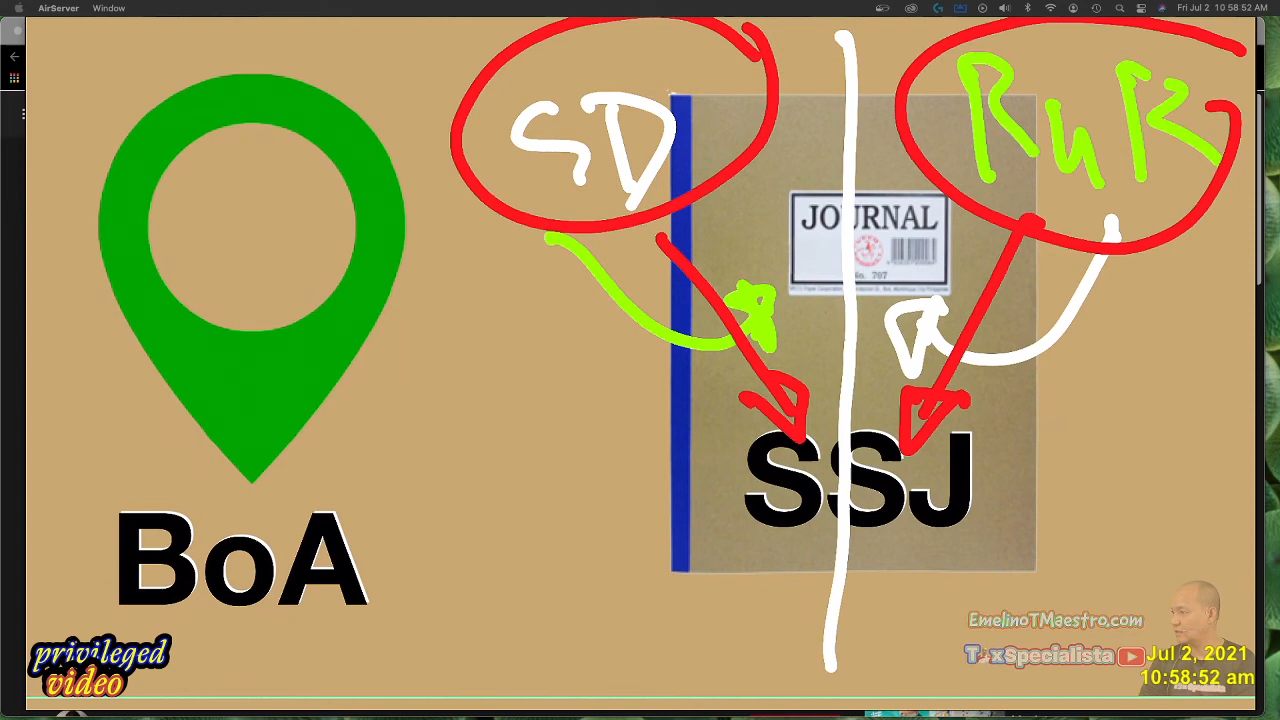 AirServer Window
Fri Jul 2 10:58:52 AM
SD
RuR
JOURNAL
No. 707
SSJ
BoA
EmelinoTMaestro.com
TaxSpecialista
privileged
video
Jul 2, 2021
10:58:52 am